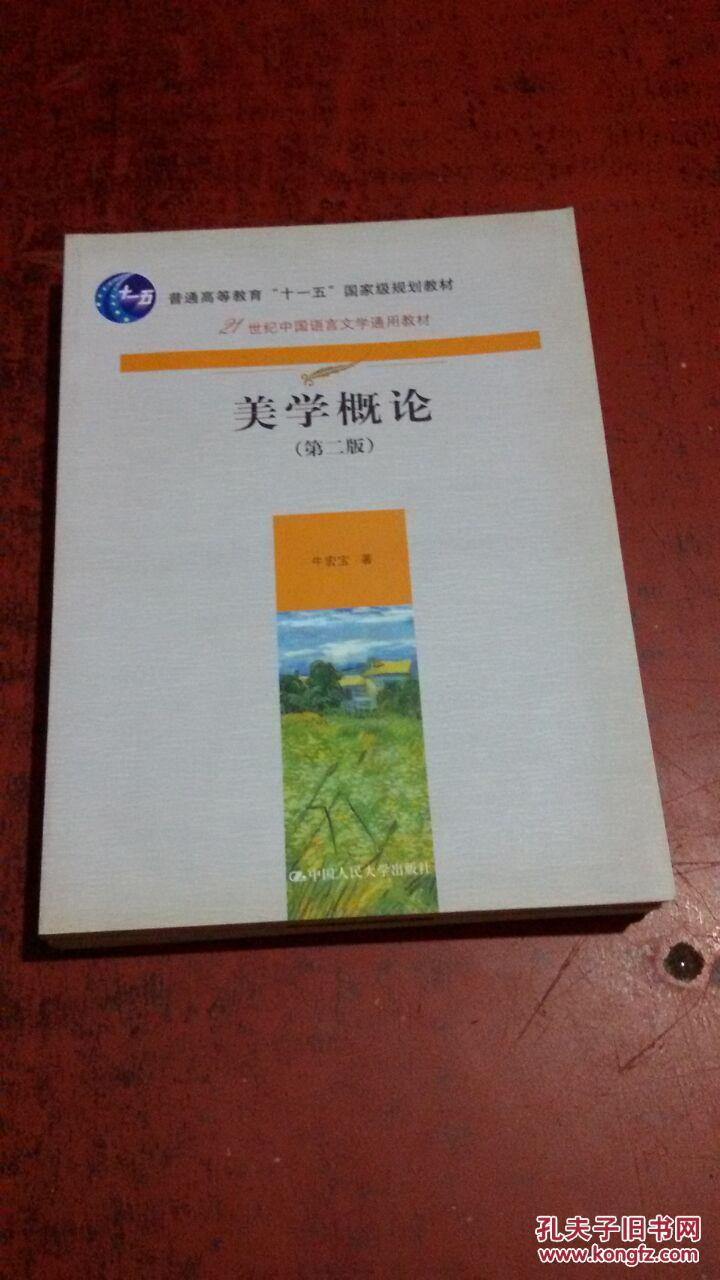 十一五
普通高等教育“十一五”国家级规划教材
21世纪中国语言文学通用教材
美学概论
（第二版）
牛宏宝 著
中国人民大学出版社
孔夫子旧书网
www.kongfz.com